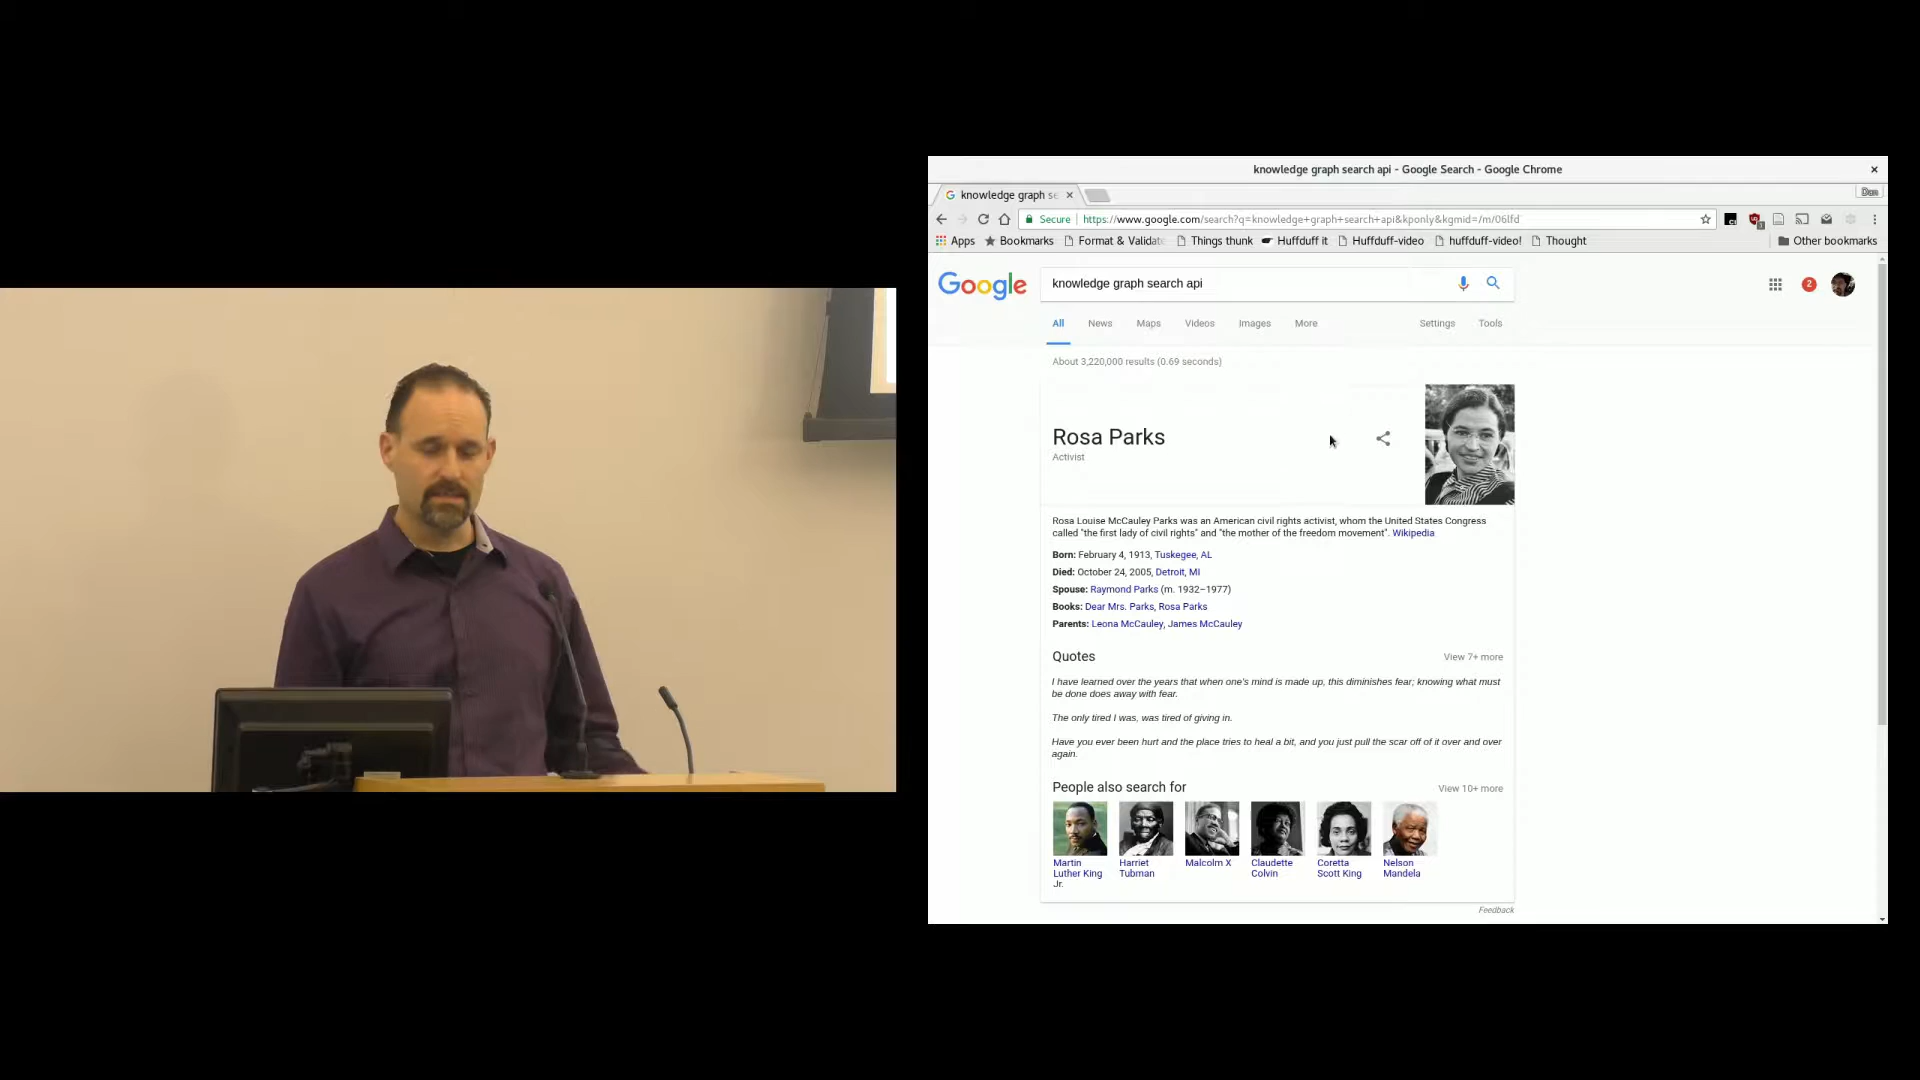 knowledge graph search api - Google Search - Google Chrome
knowledge graph se
Dan
Secure https://www.google.com/search?q=knowledge+graph+search+api&kponly&kgmid=/m/06lfd
Apps Bookmarks Format & Validate Things thunk Huffduff it Huffduff-video huffduff-video! Thought Other bookmarks
Google knowledge graph search api 2
All News Maps Videos Images More Settings Tools
About 3,220,000 results (0.69 seconds)
Rosa Parks
Activist
Rosa Louise McCauley Parks was an American civil rights activist, whom the United States Congress
called "the first lady of civil rights" and "the mother of the freedom movement". Wikipedia
Born: February 4, 1913, Tuskegee, AL
Died: October 24, 2005, Detroit, MI
Spouse: Raymond Parks (m. 1932–1977)
Books: Dear Mrs. Parks, Rosa Parks
Parents: Leona McCauley, James McCauley
Quotes View 7+ more
I have learned over the years that when one's mind is made up, this diminishes fear; knowing what must
be done does away with fear.
The only tired I was, was tired of giving in.
Have you ever been hurt and the place tries to heal a bit, and you just pull the scar off of it over and over
again.
People also search for View 10+ more
Martin
Luther King
Jr.
Harriet
Tubman
Malcolm X
Claudette
Colvin
Coretta
Scott King
Nelson
Mandela
Feedback